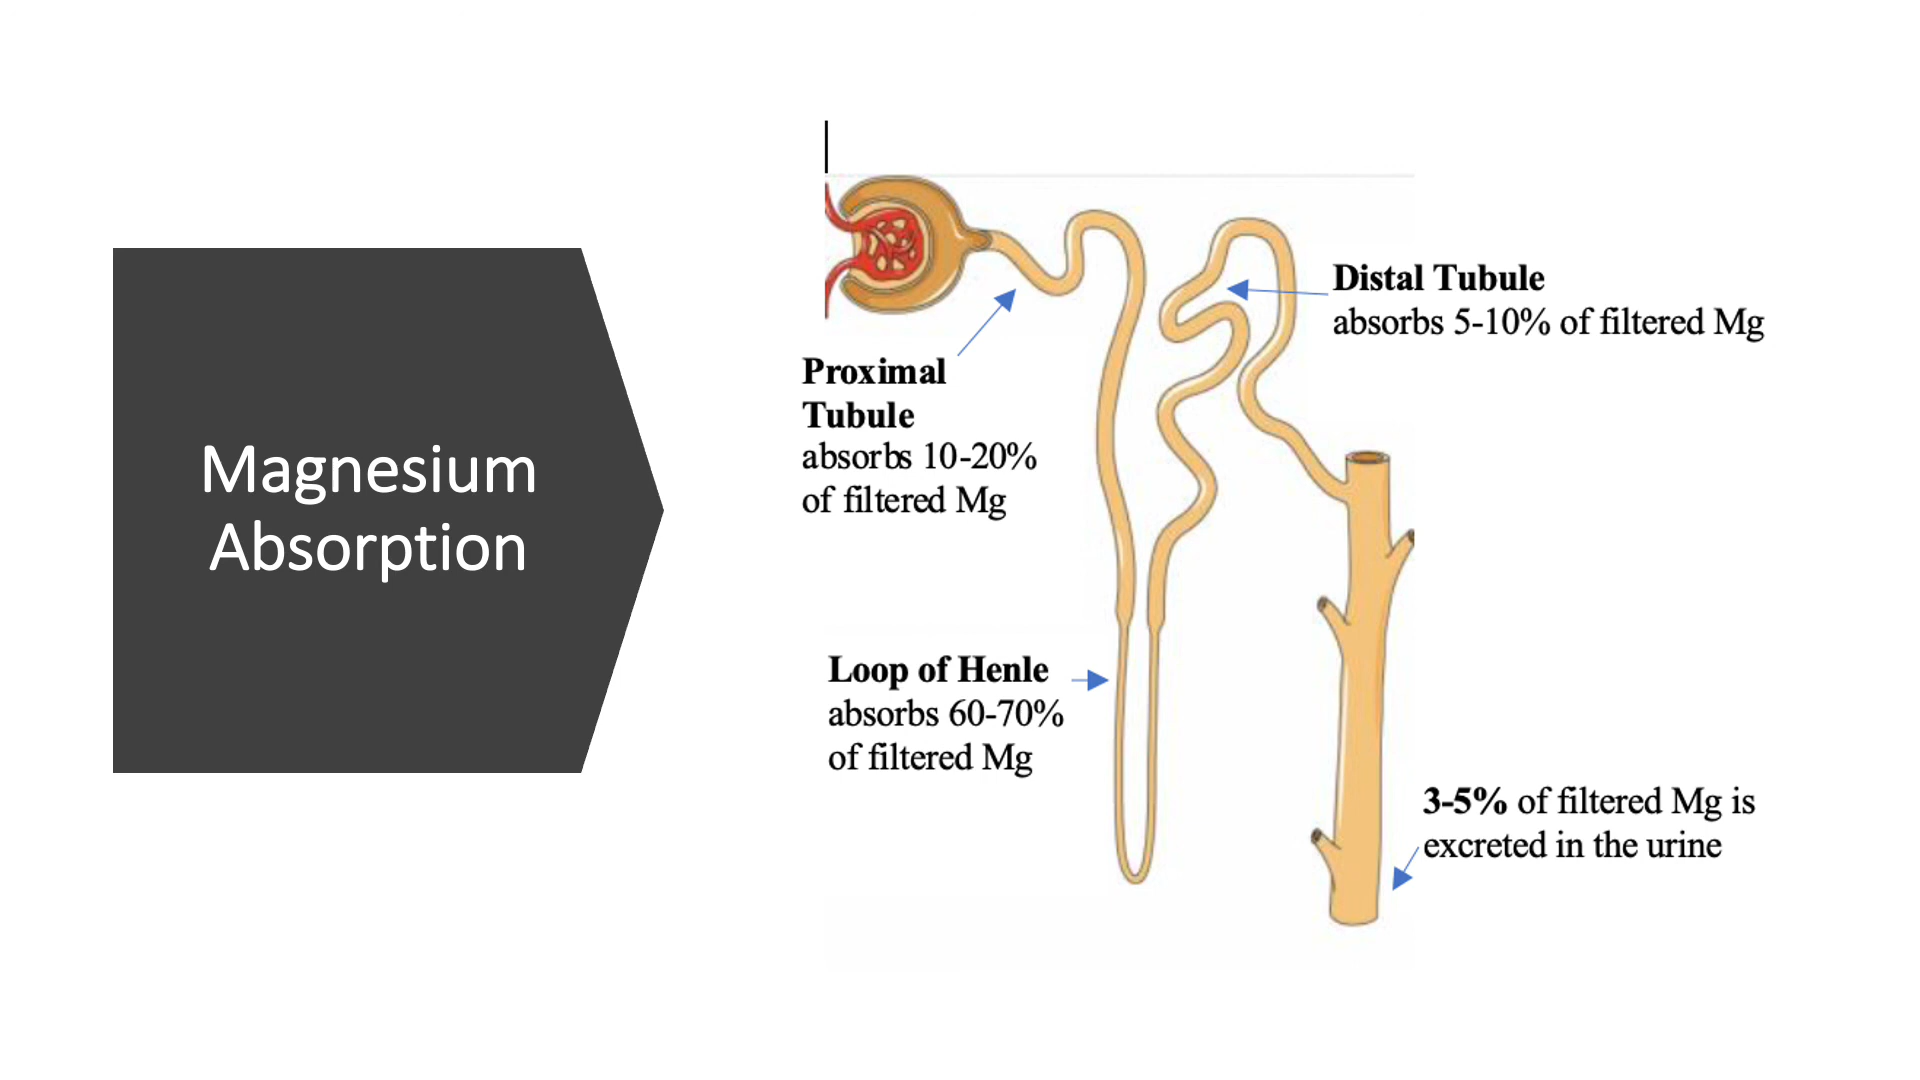 Magnesium
Absorption
Proximal
Tubule
absorbs 10-20%
of filtered Mg
Loop of Henle
absorbs 60-70%
of filtered Mg
Distal Tubule
absorbs 5-10% of filtered Mg
3-5% of filtered Mg is
excreted in the urine